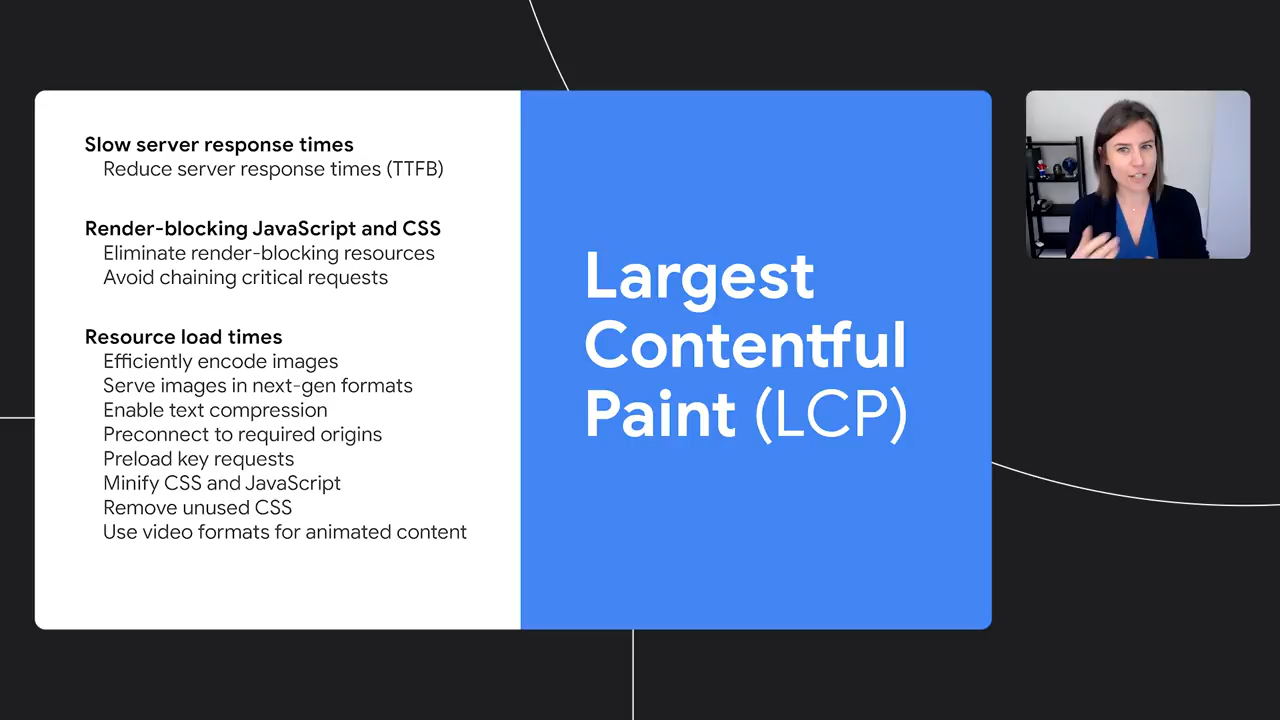 Slow server response times
Reduce server response times (TTFB)
Render-blocking JavaScript and CSS
Eliminate render-blocking resources
Avoid chaining critical requests
Resource load times
Efficiently encode images
Serve images in next-gen formats
Enable text compression
Preconnect to required origins
Preload key requests
Minify CSS and JavaScript
Remove unused CSS
Use video formats for animated content
Largest
Contentful
Paint (LCP)